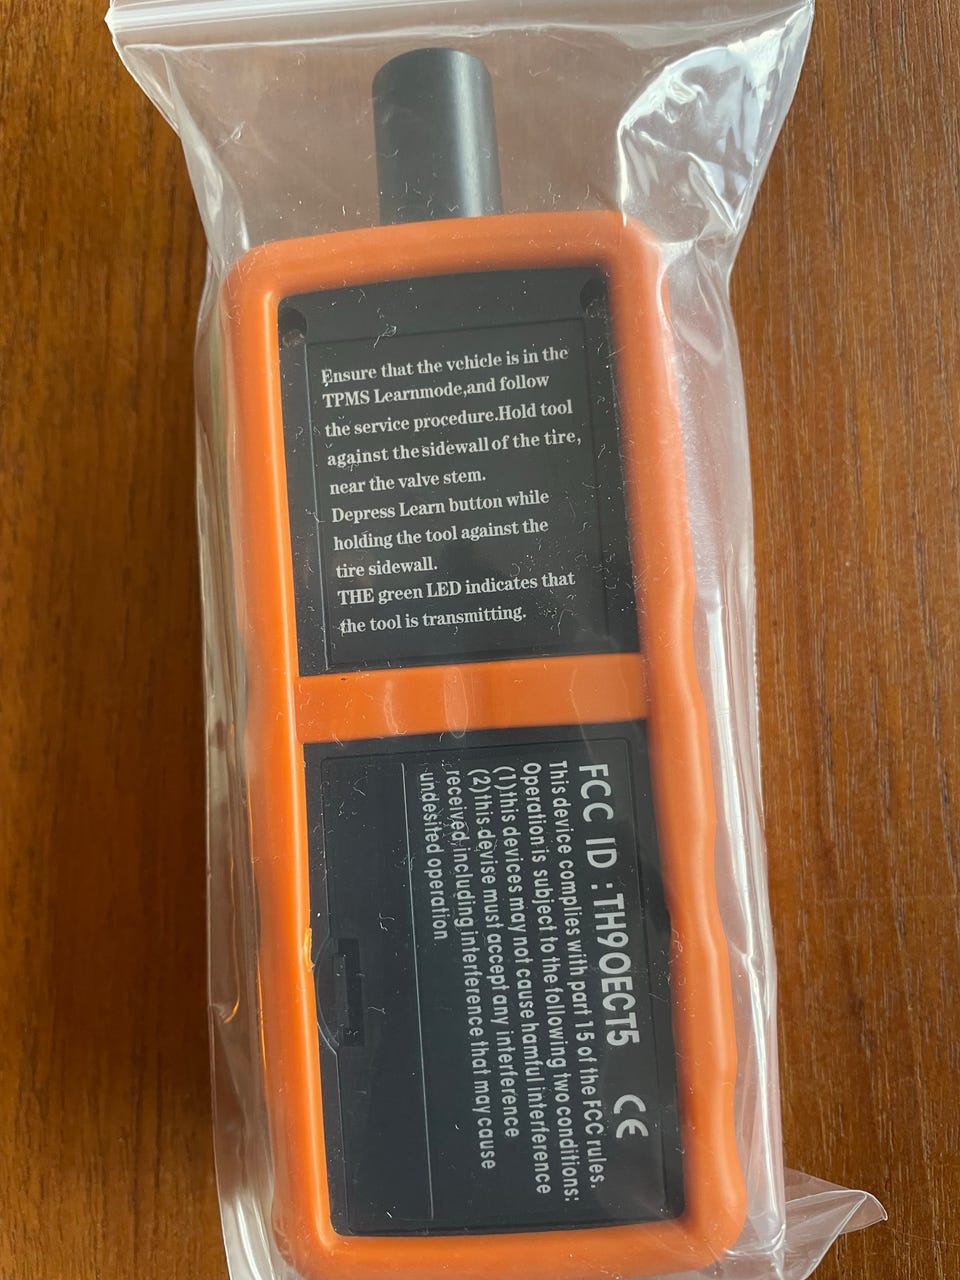 Ensure that the vehicle is in the
TPMS Learnmode,and follow
the service procedure.Hold tool
against the sidewall of the tire,
near the valve stem.
Depress Learn button while
holding the tool against the
tire sidewall.
THE green LED indicates that
the tool is transmitting.
FCC ID :TH9OECT5 CE
This device complies with part 15 of the FCC rules.
Operation is subject to the following two conditions:
(1)this devices may not cause hamful interference
(2)this devise must accept any interference
received,including interference that may cause
undesited operation